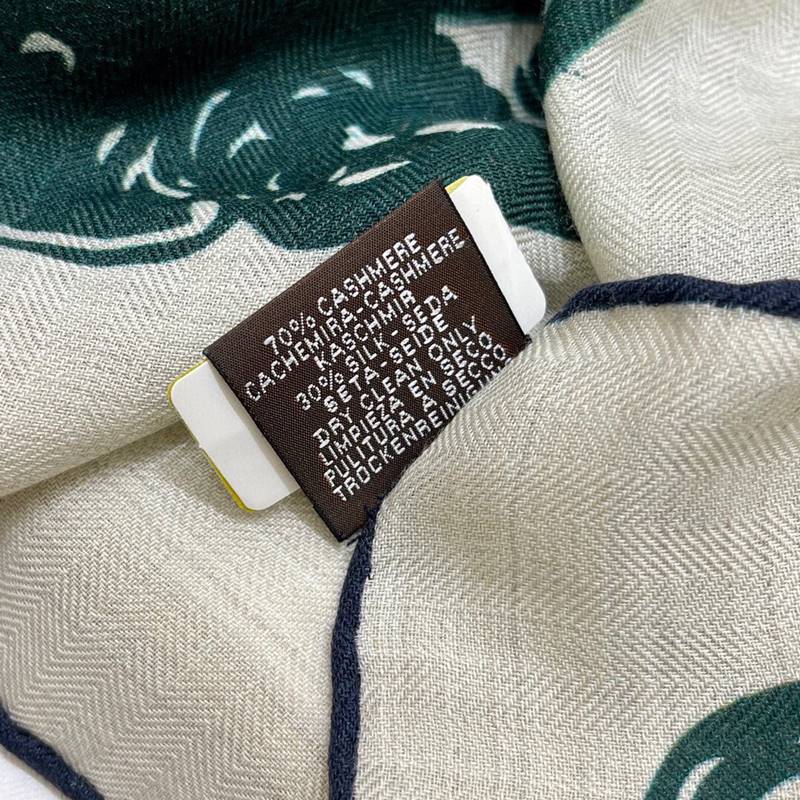 70% CASHMERE
CACHEMIRA-CASHMERE
KASCHMIR
30% SILK-SEDA
SETA-SEIDE
DRY CLEAN ONLY
LIMPIEZA EN SECO
PULITURA A SECCO
TROCKENREINIGUNG